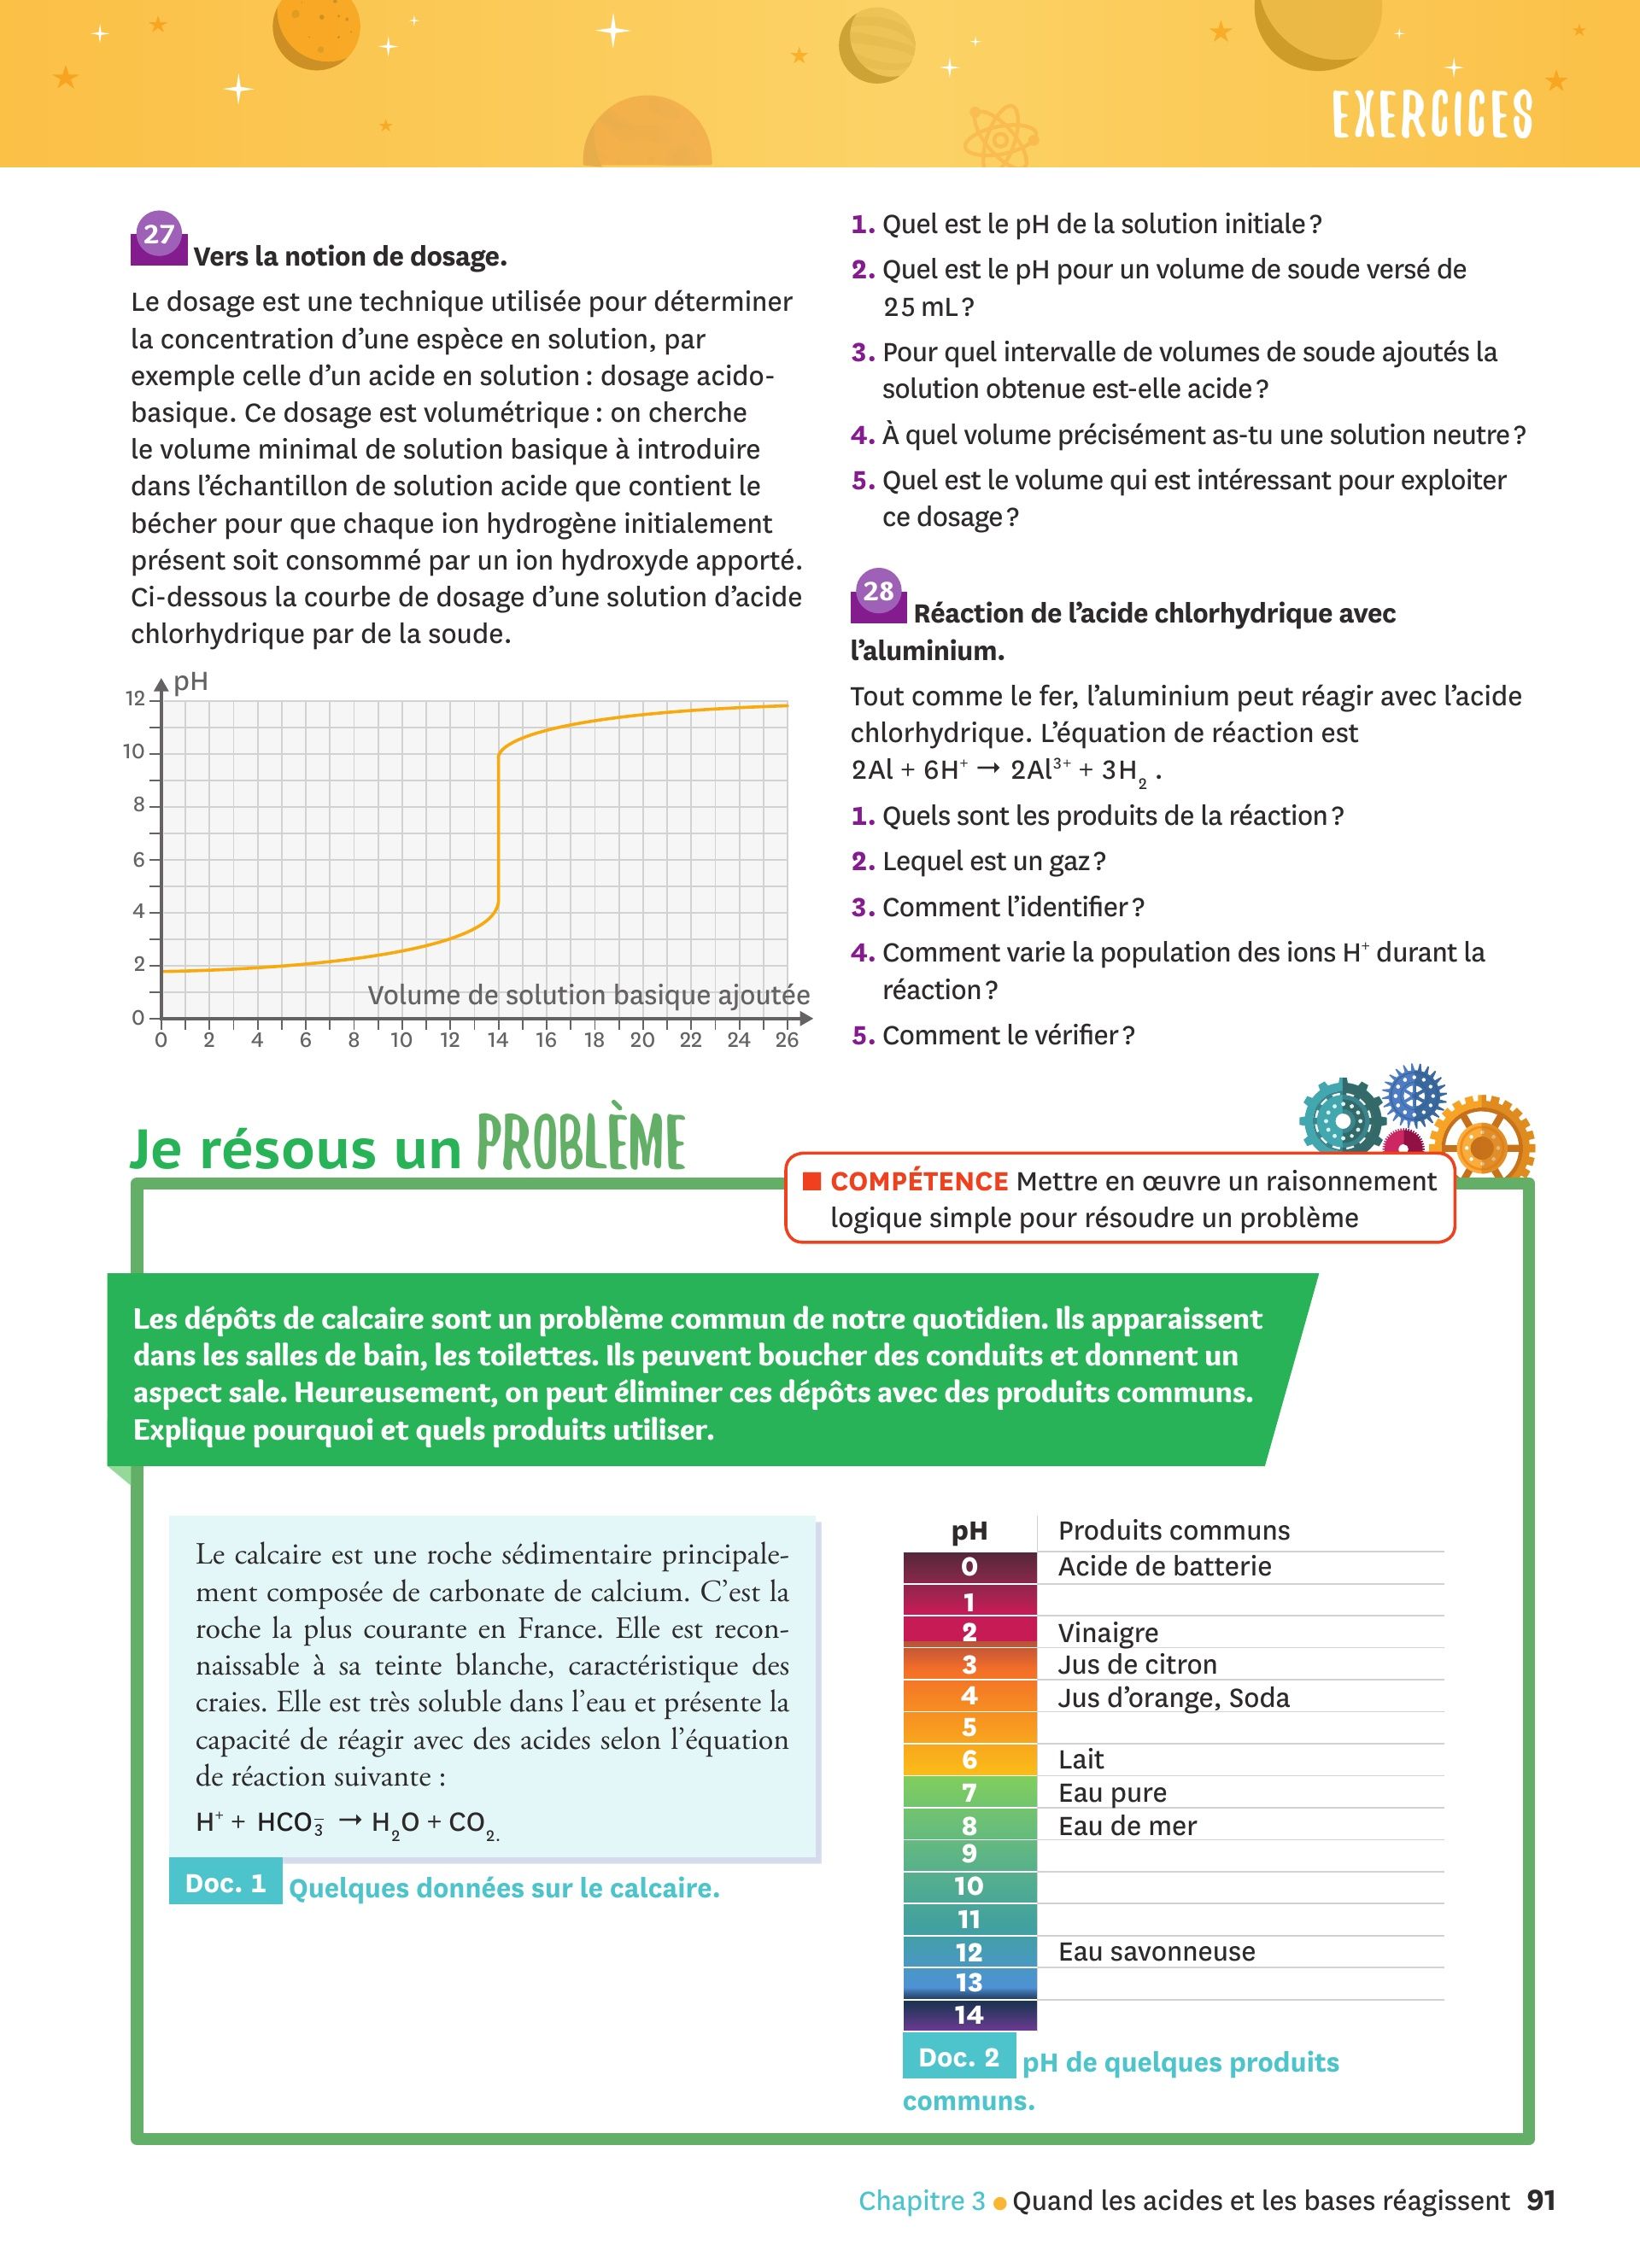 EXERCICES
27 Vers la notion de dosage.
Le dosage est une technique utilisée pour déterminer
la concentration d’une espèce en solution, par
exemple celle d’un acide en solution : dosage acido-
basique. Ce dosage est volumétrique : on cherche
le volume minimal de solution basique à introduire
dans l’échantillon de solution acide que contient le
bécher pour que chaque ion hydrogène initialement
présent soit consommé par un ion hydroxyde apporté.
Ci-dessous la courbe de dosage d’une solution d’acide
chlorhydrique par de la soude.
pH
12
10
8
6
4
2
0
Volume de solution basique ajoutée
0 2 4 6 8 10 12 14 16 18 20 22 24 26
1. Quel est le pH de la solution initiale ?
2. Quel est le pH pour un volume de soude versé de
25 mL ?
3. Pour quel intervalle de volumes de soude ajoutés la
solution obtenue est-elle acide ?
4. À quel volume précisément as-tu une solution neutre ?
5. Quel est le volume qui est intéressant pour exploiter
ce dosage ?
28 Réaction de l’acide chlorhydrique avec
l’aluminium.
Tout comme le fer, l’aluminium peut réagir avec l’acide
chlorhydrique. L’équation de réaction est
2Al + 6H⁺ → 2Al³⁺ + 3H₂ .
1. Quels sont les produits de la réaction ?
2. Lequel est un gaz ?
3. Comment l’identifier ?
4. Comment varie la population des ions H⁺ durant la
réaction ?
5. Comment le vérifier ?
Je résous un PROBLÈME
COMPÉTENCE Mettre en œuvre un raisonnement
logique simple pour résoudre un problème
Les dépôts de calcaire sont un problème commun de notre quotidien. Ils apparaissent
dans les salles de bain, les toilettes. Ils peuvent boucher des conduits et donnent un
aspect sale. Heureusement, on peut éliminer ces dépôts avec des produits communs.
Explique pourquoi et quels produits utiliser.
Le calcaire est une roche sédimentaire principale-
ment composée de carbonate de calcium. C’est la
roche la plus courante en France. Elle est recon-
naissable à sa teinte blanche, caractéristique des
craies. Elle est très soluble dans l’eau et présente la
capacité de réagir avec des acides selon l’équation
de réaction suivante :
H⁺ + HCO₃⁻ → H₂O + CO₂.
Doc. 1 Quelques données sur le calcaire.
pH Produits communs
0 Acide de batterie
1
2 Vinaigre
3 Jus de citron
4 Jus d’orange, Soda
5
6 Lait
7 Eau pure
8 Eau de mer
9
10
11
12 Eau savonneuse
13
14
Doc. 2 pH de quelques produits
communs.
Chapitre 3 • Quand les acides et les bases réagissent 91